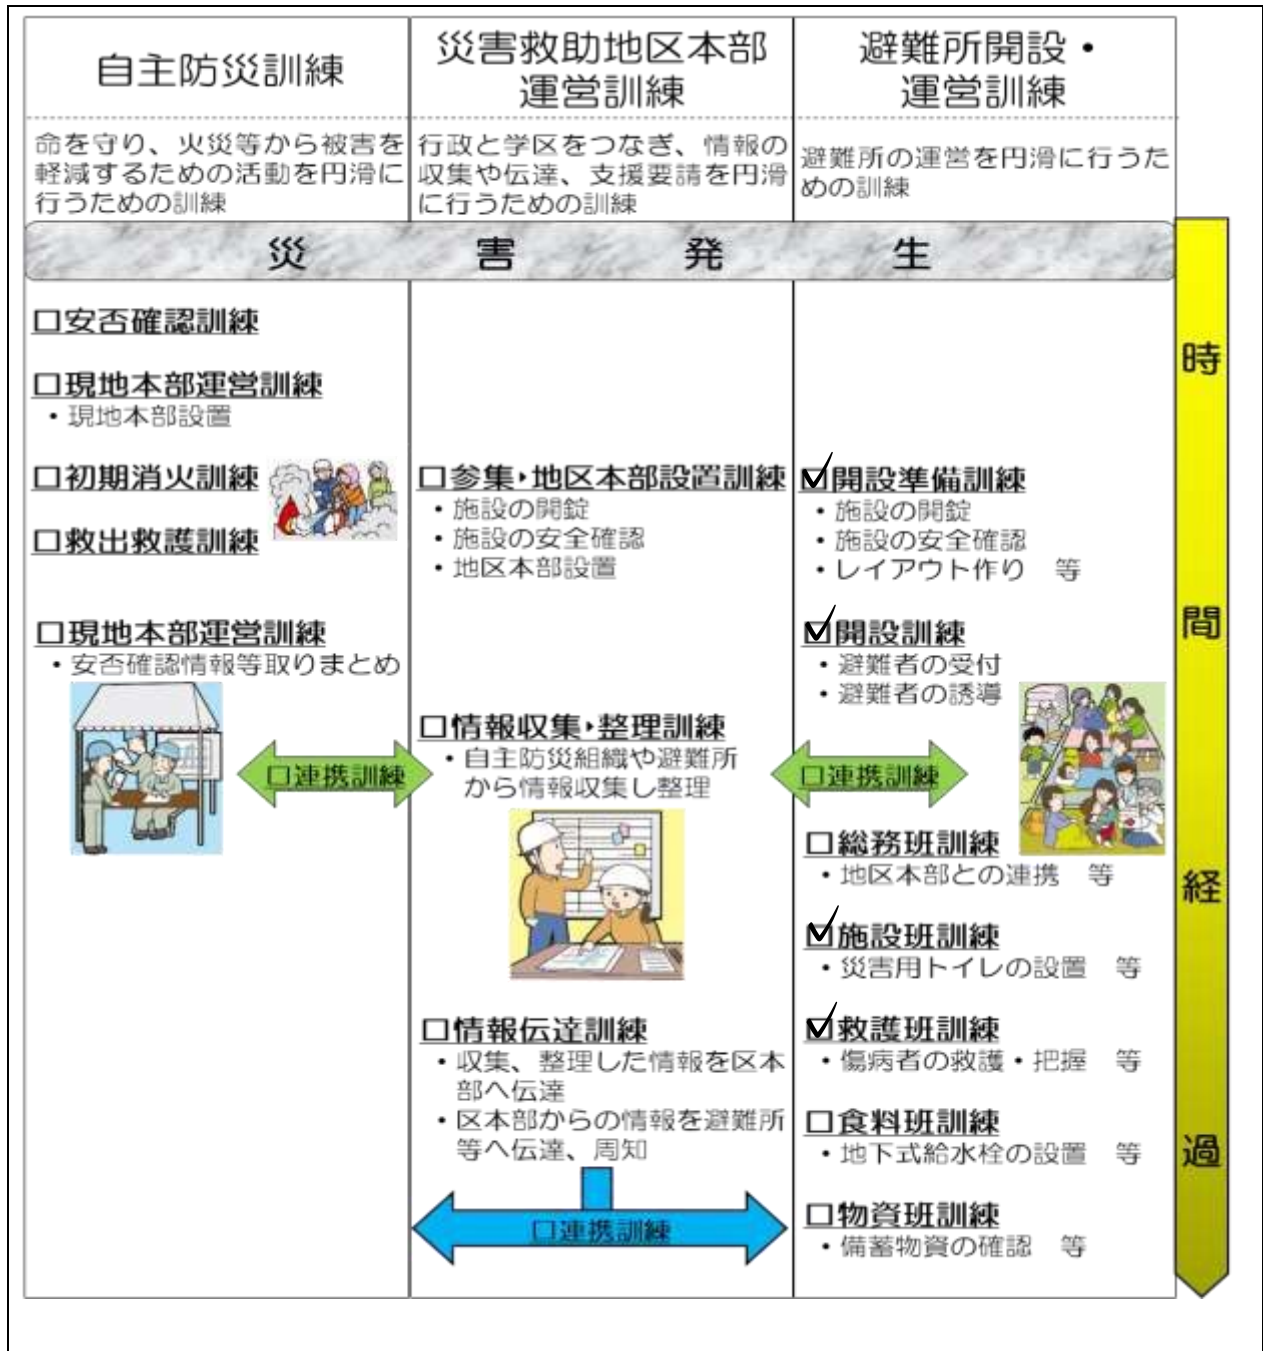 自主防災訓練
命を守り、火災等から被害を
軽減するための活動を円滑に
行うための訓練
災害救助地区本部
運営訓練
行政と学区をつなぎ、情報の
収集や伝達、支援要請を円滑
に行うための訓練
避難所開設・
運営訓練
避難所の運営を円滑に行うた
めの訓練
災 害 発 生
□安否確認訓練
□現地本部運営訓練
・現地本部設置
□初期消火訓練
□救出救護訓練
□現地本部運営訓練
・安否確認情報等取りまとめ
□連携訓練
□参集・地区本部設置訓練
・施設の開錠
・施設の安全確認
・地区本部設置
□情報収集・整理訓練
・自主防災組織や避難所
から情報収集し整理
□情報伝達訓練
・収集、整理した情報を区本
部へ伝達
・区本部からの情報を避難所
等へ伝達、周知
□連携訓練
□連携訓練
☑開設準備訓練
・施設の開錠
・施設の安全確認
・レイアウト作り 等
☑開設訓練
・避難者の受付
・避難者の誘導
□総務班訓練
・地区本部との連携 等
☑施設班訓練
・災害用トイレの設置 等
☑救護班訓練
・傷病者の救護・把握 等
□食料班訓練
・地下式給水栓の設置 等
□物資班訓練
・備蓄物資の確認 等
時
間
経
過